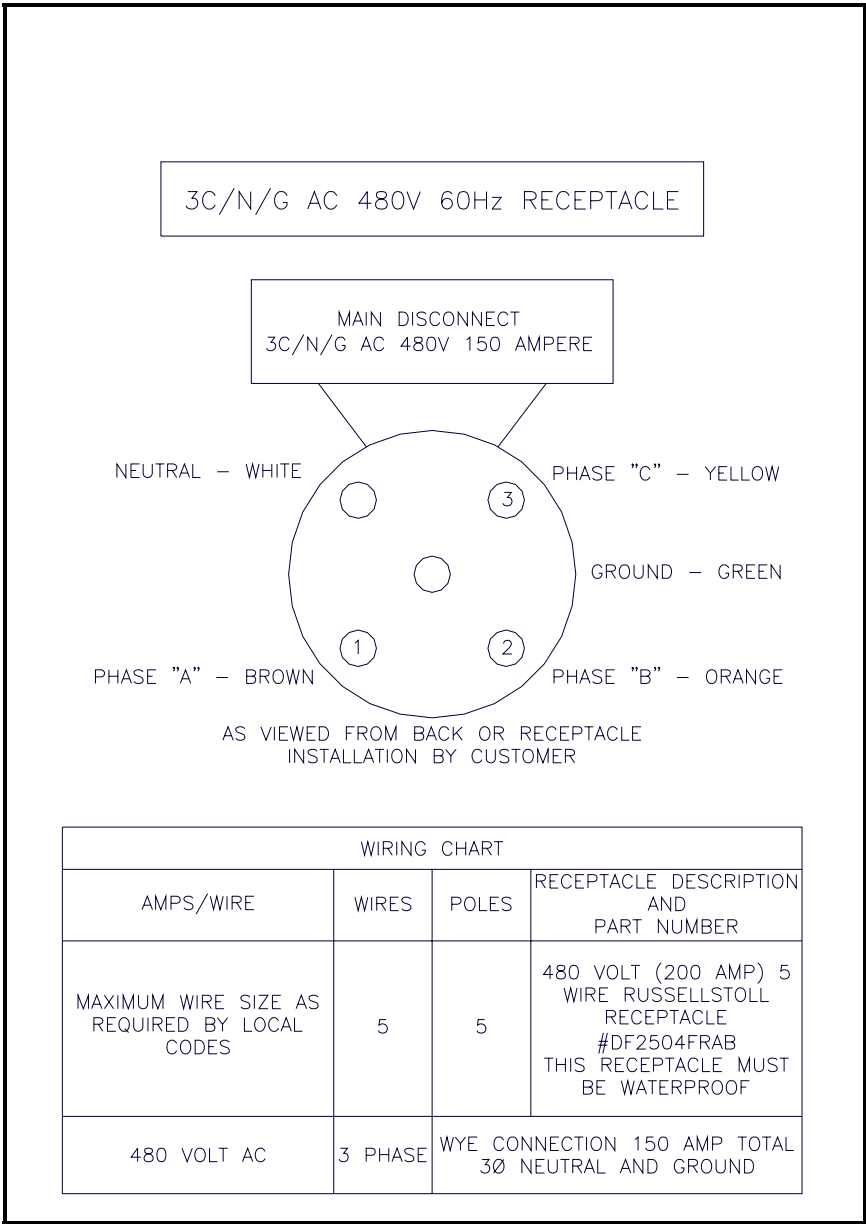 3C/N/G AC 480V 60Hz RECEPTACLE
MAIN DISCONNECT
3C/N/G AC 480V 150 AMPERE
NEUTRAL – WHITE
PHASE "C" – YELLOW
3
GROUND – GREEN
1
2
PHASE "A" – BROWN
PHASE "B" – ORANGE
AS VIEWED FROM BACK OR RECEPTACLE
INSTALLATION BY CUSTOMER
WIRING CHART
AMPS/WIRE
WIRES
POLES
RECEPTACLE DESCRIPTION
AND
PART NUMBER
MAXIMUM WIRE SIZE AS
REQUIRED BY LOCAL
CODES
5
5
480 VOLT (200 AMP) 5
WIRE RUSSELLSTOLL
RECEPTACLE
#DF2504FRAB
THIS RECEPTACLE MUST
BE WATERPROOF
480 VOLT AC
3 PHASE
WYE CONNECTION 150 AMP TOTAL
3Ø NEUTRAL AND GROUND